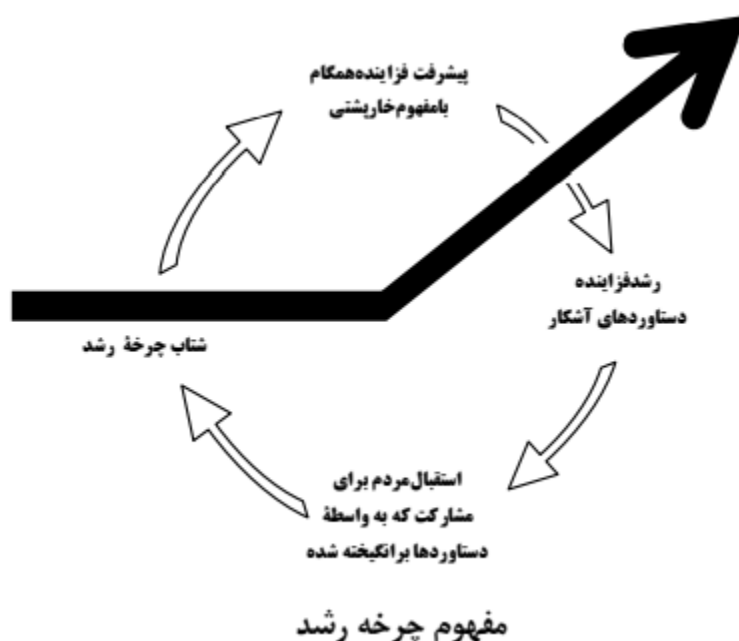 پیشرفت فزاینده‌همگام
بامفهوم‌خارپشتی
رشدفزاینده
دستاوردهای آشکار
شتاب چرخهٔ رشد
استقبال‌مردم برای
مشارکت که به واسطهٔ
دستاوردها برانگیخته شده
مفهوم چرخه رشد